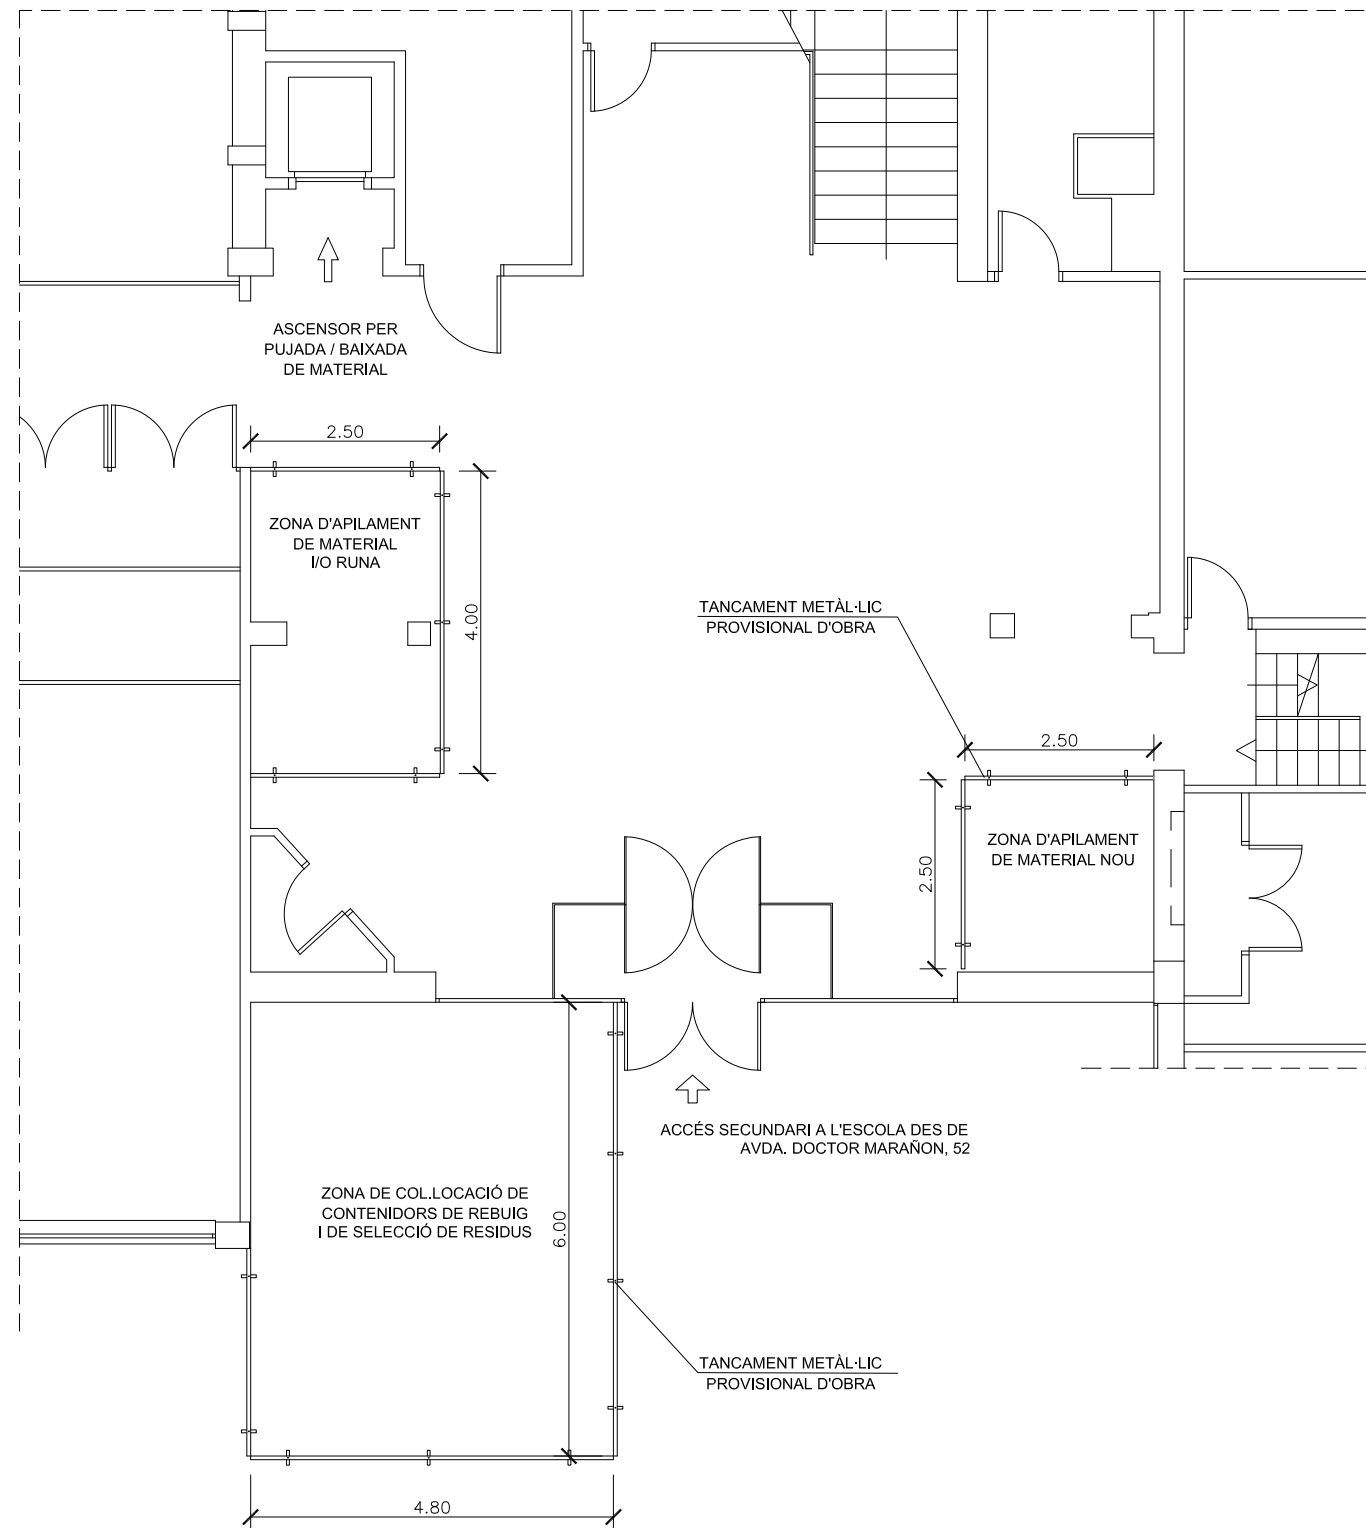 ASCENSOR PER
PUJADA / BAIXADA
DE MATERIAL
2.50
ZONA D'APILAMENT
DE MATERIAL
I/O RUNA
4.00
TANCAMENT METÀL·LIC
PROVISIONAL D'OBRA
2.50
ZONA D'APILAMENT
DE MATERIAL NOU
2.50
ACCÉS SECUNDARI A L'ESCOLA DES DE
AVDA. DOCTOR MARAÑON, 52
ZONA DE COL.LOCACIÓ DE
CONTENIDORS DE REBUIG
I DE SELECCIÓ DE RESIDUS
6.00
TANCAMENT METÀL·LIC
PROVISIONAL D'OBRA
4.80